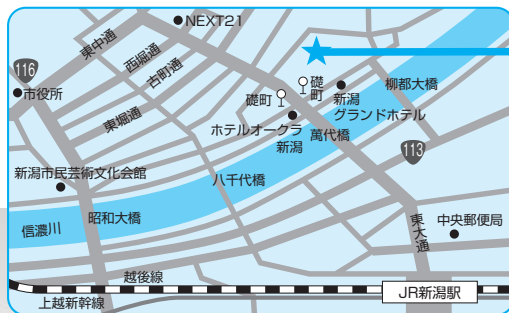 NEXT21
116
東中通
西堀通
古町通
市役所
東堀通
礎町
礎町
新潟
グランドホテル
柳都大橋
ホテルオークラ
新潟
萬代橋
113
新潟市民芸術文化会館
八千代橋
昭和大橋
信濃川
東大通
中央郵便局
越後線
JR新潟駅
上越新幹線